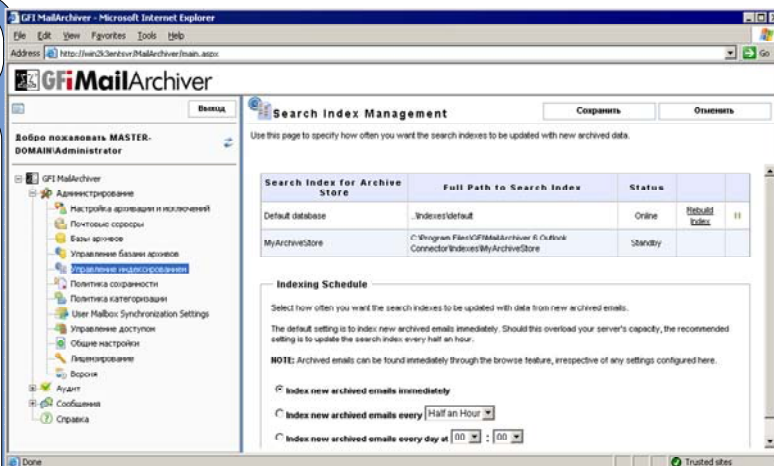 GFI MailArchiver - Microsoft Internet Explorer
File Edit View Favorites Tools Help
Address http://win2k3entsvr/MailArchiver/main.aspx Go
GFi MailArchiver
Выход
Добро пожаловать MASTER-
DOMAIN\Administrator
GFI MailArchiver
Администрирование
Настройка архивации и исключений
Почтовые серверы
Базы архивов
Управление базами архивов
Управление индексированием
Политика сохранности
Политика категоризации
User Mailbox Synchronization Settings
Управление доступом
Общие настройки
Лицензирование
Версия
Аудит
Сообщения
Справка
Search Index Management
Сохранить
Отменить
Use this page to specify how often you want the search indexes to be updated with new archived data.
Search Index for Archive Store Full Path to Search Index Status
Default database ..\indexes\default Online Rebuild Index
MyArchiveStore C:\Program Files\GFI\MailArchiver 6 Outlook Connector\indexes\MyArchiveStore Standby
Indexing Schedule
Select how often you want the search indexes to be updated with data from new archived emails.
The default setting is to index new archived emails immediately. Should this overload your server's capacity, the recommended
setting is to update the search index every half an hour.
NOTE: Archived emails can be found immediately through the browse feature, irrespective of any settings configured here.
Index new archived emails immediately
Index new archived emails every Half an Hour
Index new archived emails every day at 00 : 00
Done
Trusted sites